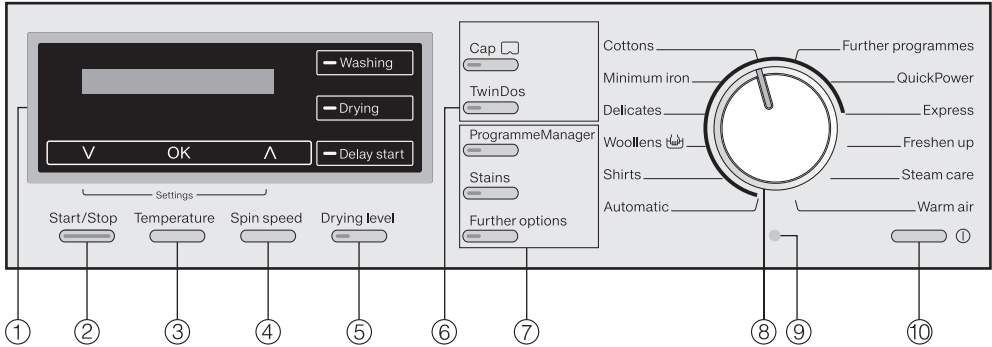 Washing
Drying
Delay start
OK
Settings
Start/Stop
Temperature
Spin speed
Drying level
Cap
TwinDos
ProgrammeManager
Stains
Further options
Cottons
Minimum iron
Delicates
Woollens
Shirts
Automatic
Further programmes
QuickPower
Express
Freshen up
Steam care
Warm air
① ② ③ ④ ⑤ ⑥ ⑦ ⑧ ⑨ ⑩